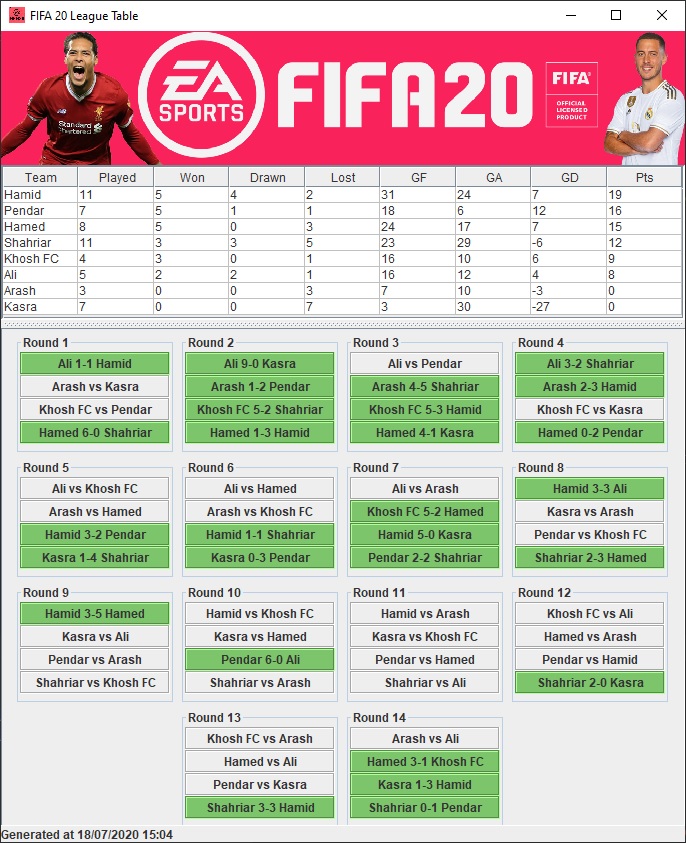 FIFA 20 League Table
EA
SPORTS
FIFA20
FIFA
OFFICIAL
LICENSED
PRODUCT
Standard
Chartered
Team Played Won Drawn Lost GF GA GD Pts
Hamid 11 5 4 2 31 24 7 19
Pendar 7 5 1 1 18 6 12 16
Hamed 8 5 0 3 24 17 7 15
Shahriar 11 3 3 5 23 29 -6 12
Khosh FC 4 3 0 1 16 10 6 9
Ali 5 2 2 1 16 12 4 8
Arash 3 0 0 3 7 10 -3 0
Kasra 7 0 0 7 3 30 -27 0
Round 1
Ali 1-1 Hamid
Arash vs Kasra
Khosh FC vs Pendar
Hamed 6-0 Shahriar
Round 2
Ali 9-0 Kasra
Arash 1-2 Pendar
Khosh FC 5-2 Shahriar
Hamed 1-3 Hamid
Round 3
Ali vs Pendar
Arash 4-5 Shahriar
Khosh FC 5-3 Hamid
Hamed 4-1 Kasra
Round 4
Ali 3-2 Shahriar
Arash 2-3 Hamid
Khosh FC vs Kasra
Hamed 0-2 Pendar
Round 5
Ali vs Khosh FC
Arash vs Hamed
Hamid 3-2 Pendar
Kasra 1-4 Shahriar
Round 6
Ali vs Hamed
Arash vs Khosh FC
Hamid 1-1 Shahriar
Kasra 0-3 Pendar
Round 7
Ali vs Arash
Khosh FC 5-2 Hamed
Hamid 5-0 Kasra
Pendar 2-2 Shahriar
Round 8
Hamid 3-3 Ali
Kasra vs Arash
Pendar vs Khosh FC
Shahriar 2-3 Hamed
Round 9
Hamid 3-5 Hamed
Kasra vs Ali
Pendar vs Arash
Shahriar vs Khosh FC
Round 10
Hamid vs Khosh FC
Kasra vs Hamed
Pendar 6-0 Ali
Shahriar vs Arash
Round 11
Hamid vs Arash
Kasra vs Khosh FC
Pendar vs Hamed
Shahriar vs Ali
Round 12
Khosh FC vs Ali
Hamed vs Arash
Pendar vs Hamid
Shahriar 2-0 Kasra
Round 13
Khosh FC vs Arash
Hamed vs Ali
Pendar vs Kasra
Shahriar 3-3 Hamid
Round 14
Arash vs Ali
Hamed 3-1 Khosh FC
Kasra 1-3 Hamid
Shahriar 0-1 Pendar
Generated at 18/07/2020 15:04